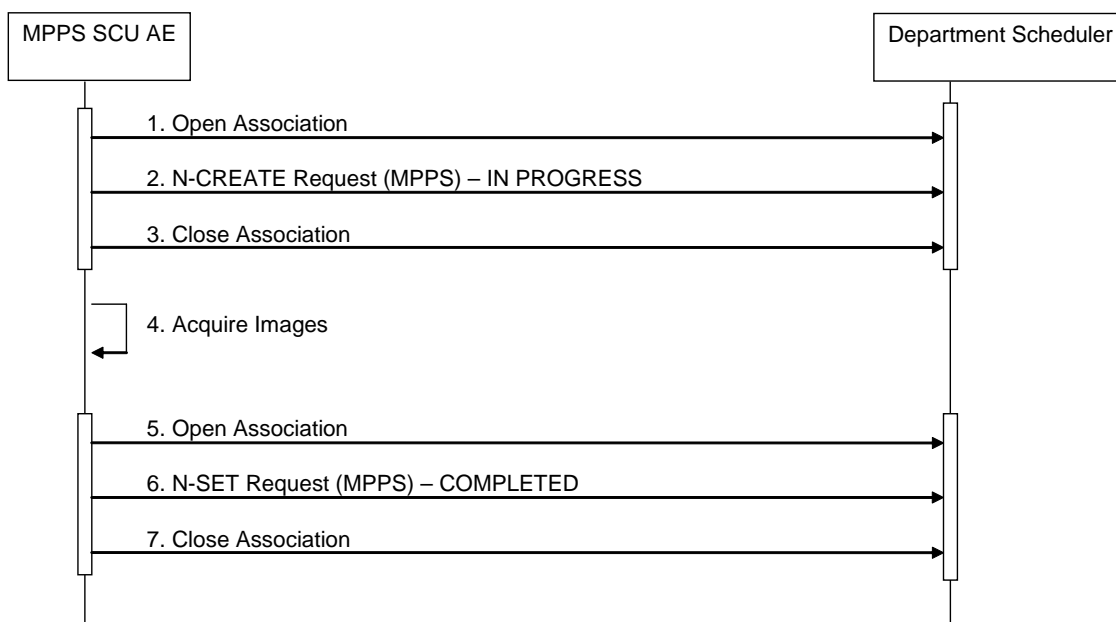 MPPS SCU AE
Department Scheduler
1. Open Association
2. N-CREATE Request (MPPS) – IN PROGRESS
3. Close Association
4. Acquire Images
5. Open Association
6. N-SET Request (MPPS) – COMPLETED
7. Close Association